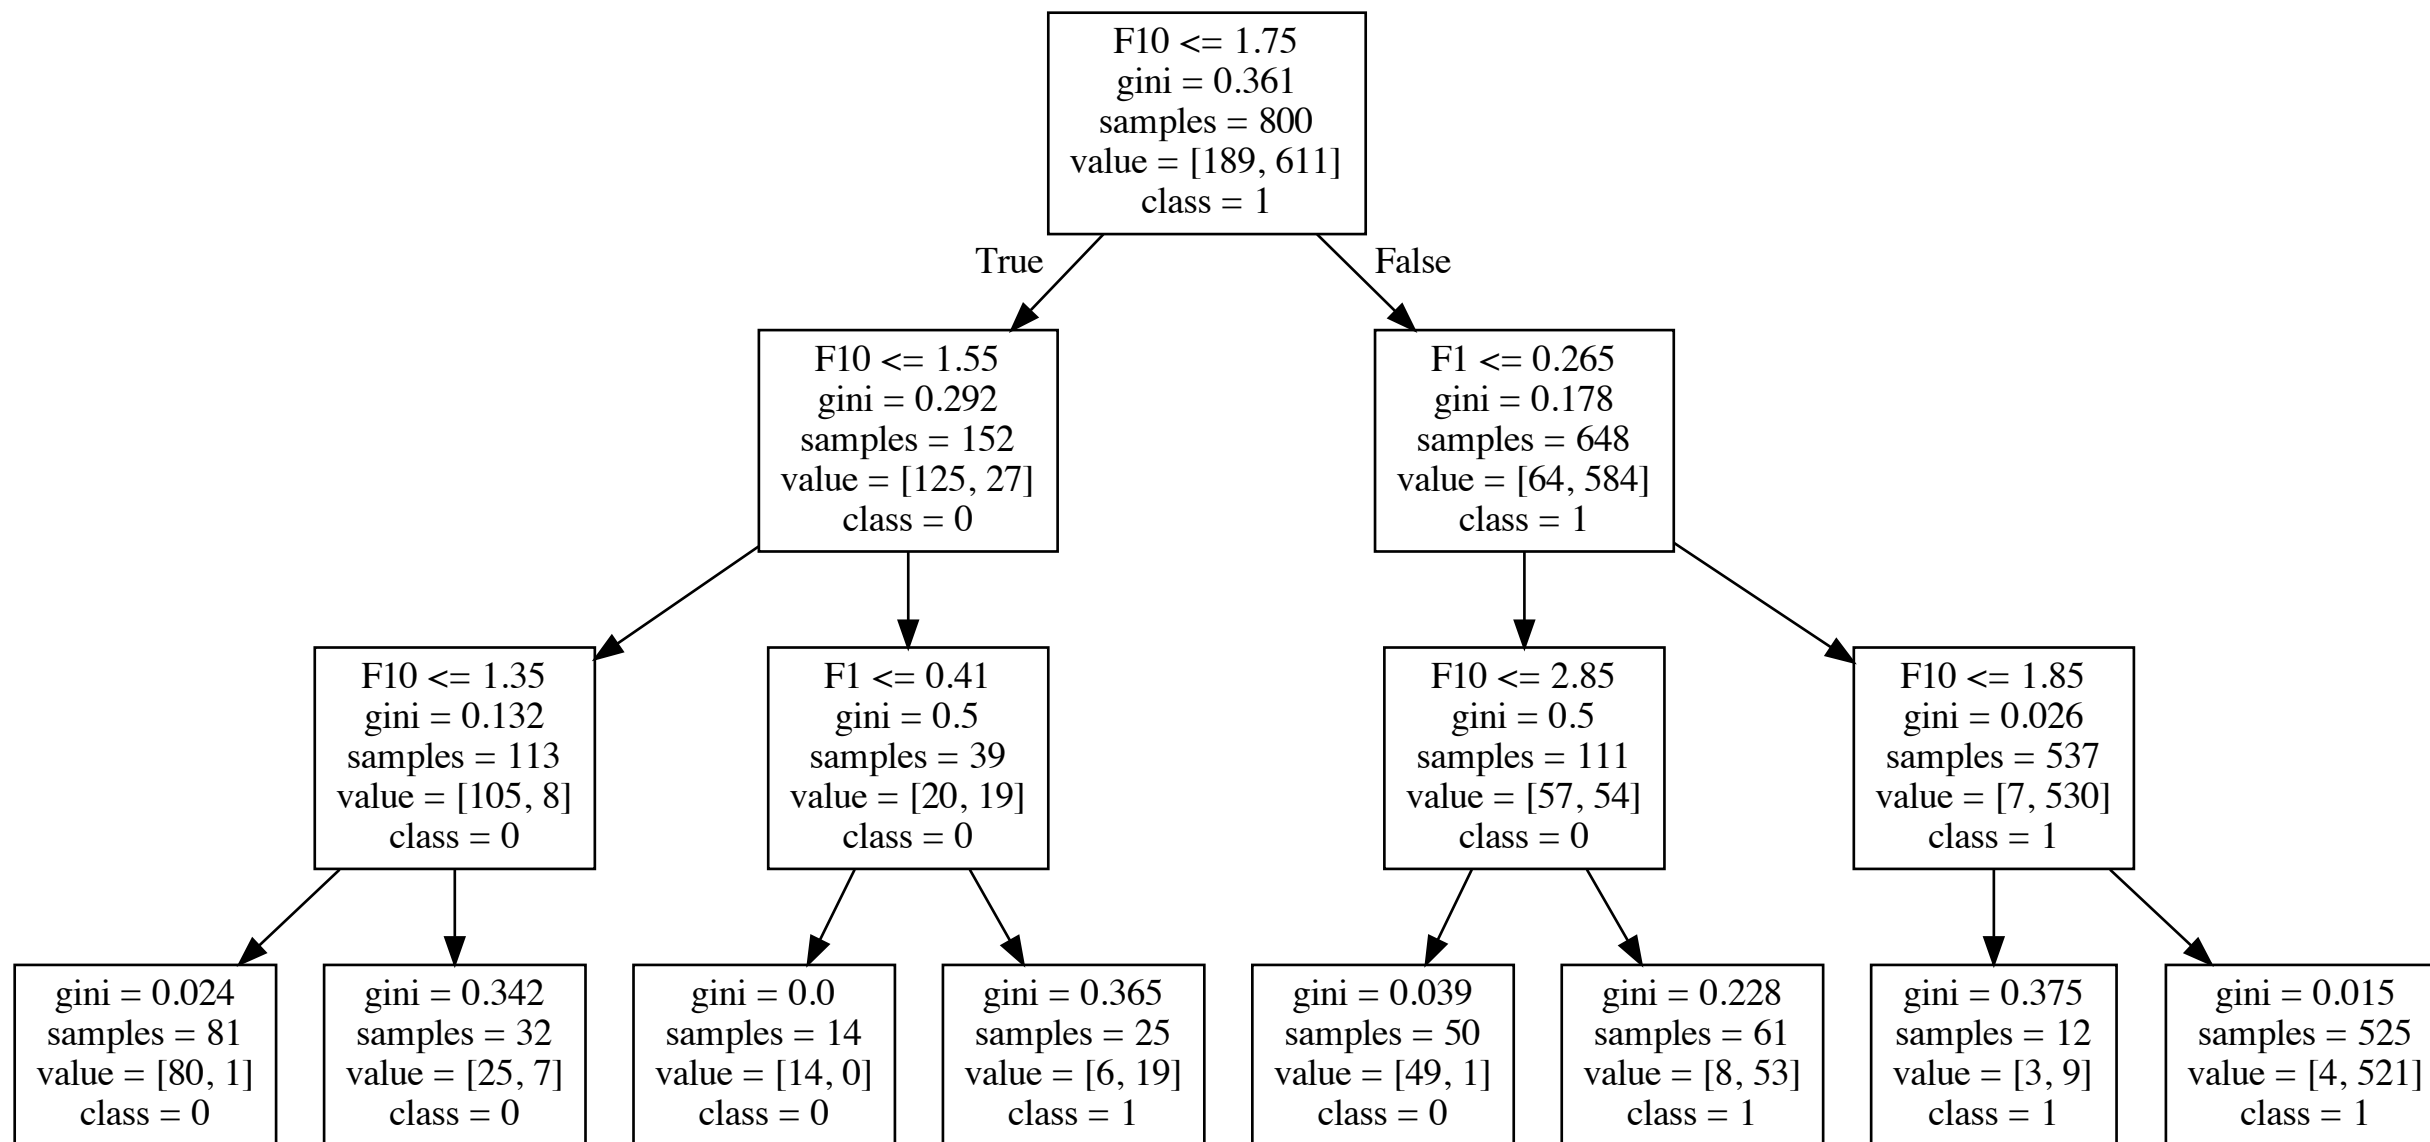 F10 <= 1.75
gini = 0.361
samples = 800
value = [189, 611]
class = 1
True
False
F10 <= 1.55
gini = 0.292
samples = 152
value = [125, 27]
class = 0
F1 <= 0.265
gini = 0.178
samples = 648
value = [64, 584]
class = 1
F10 <= 1.35
gini = 0.132
samples = 113
value = [105, 8]
class = 0
F1 <= 0.41
gini = 0.5
samples = 39
value = [20, 19]
class = 0
F10 <= 2.85
gini = 0.5
samples = 111
value = [57, 54]
class = 0
F10 <= 1.85
gini = 0.026
samples = 537
value = [7, 530]
class = 1
gini = 0.024
samples = 81
value = [80, 1]
class = 0
gini = 0.342
samples = 32
value = [25, 7]
class = 0
gini = 0.0
samples = 14
value = [14, 0]
class = 0
gini = 0.365
samples = 25
value = [6, 19]
class = 1
gini = 0.039
samples = 50
value = [49, 1]
class = 0
gini = 0.228
samples = 61
value = [8, 53]
class = 1
gini = 0.375
samples = 12
value = [3, 9]
class = 1
gini = 0.015
samples = 525
value = [4, 521]
class = 1